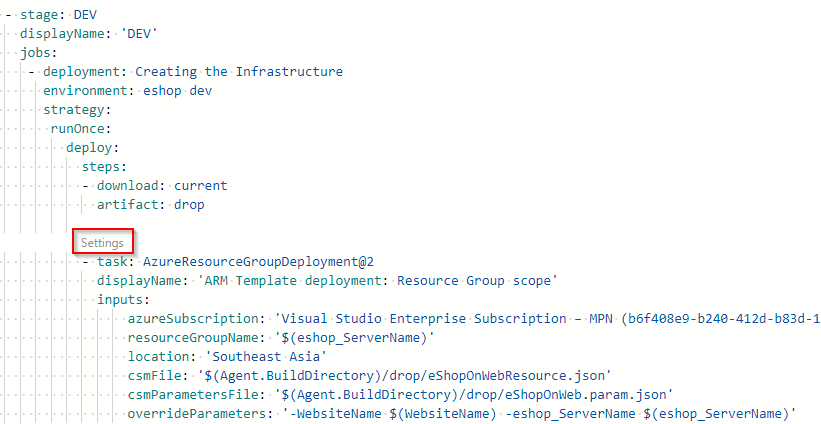 - stage: DEV
displayName: 'DEV'
jobs:
- deployment: Creating the Infrastructure
environment: eshop dev
strategy:
runOnce:
deploy:
steps:
- download: current
artifact: drop
Settings
- task: AzureResourceGroupDeployment@2
displayName: 'ARM Template deployment: Resource Group scope'
inputs:
azureSubscription: 'Visual Studio Enterprise Subscription – MPN (b6f408e9-b240-412d-b83d-1
resourceGroupName: '$(eshop_ServerName)'
location: 'Southeast Asia'
csmFile: '$(Agent.BuildDirectory)/drop/eShopOnWebResource.json'
csmParametersFile: '$(Agent.BuildDirectory)/drop/eShopOnWeb.param.json'
overrideParameters: '-WebsiteName $(WebsiteName) -eshop_ServerName $(eshop_ServerName)'